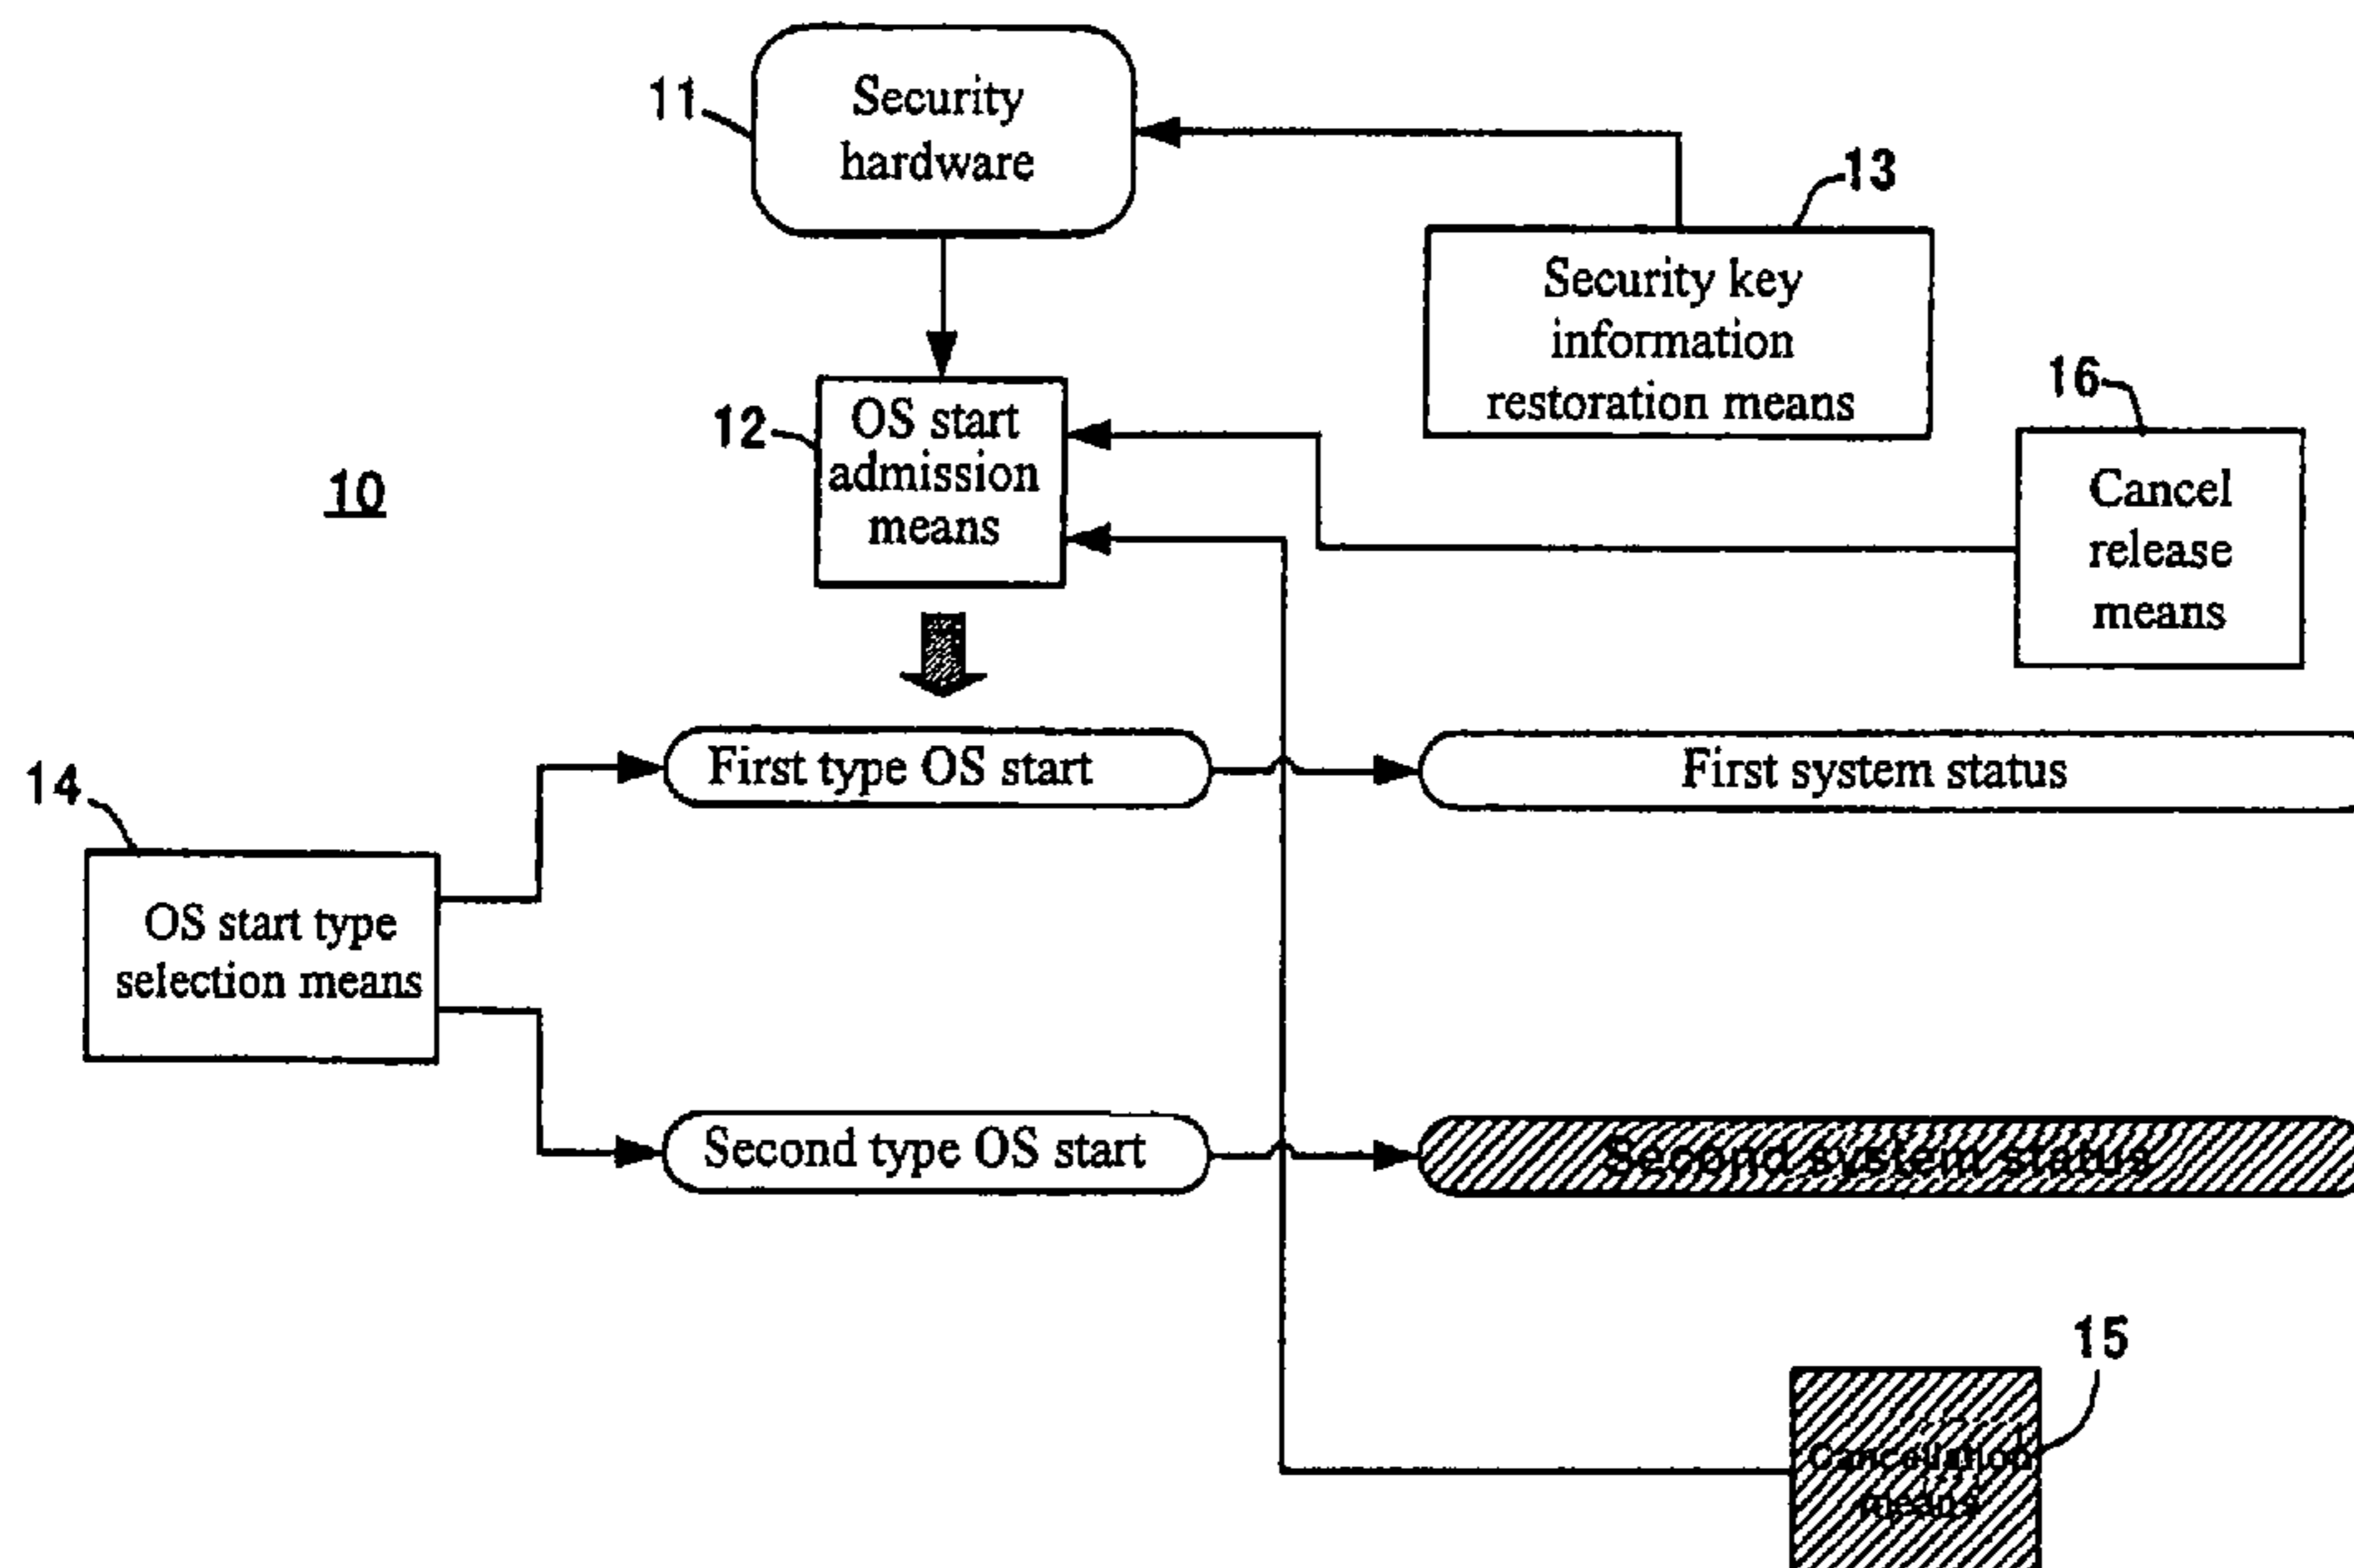 11
Security
hardware
13
Security key
information
restoration means
16
Cancel
release
means
12
OS start
admission
means
10
First type OS start
First system status
14
OS start type
selection means
Second type OS start
Second system status
15
Cancellation
means